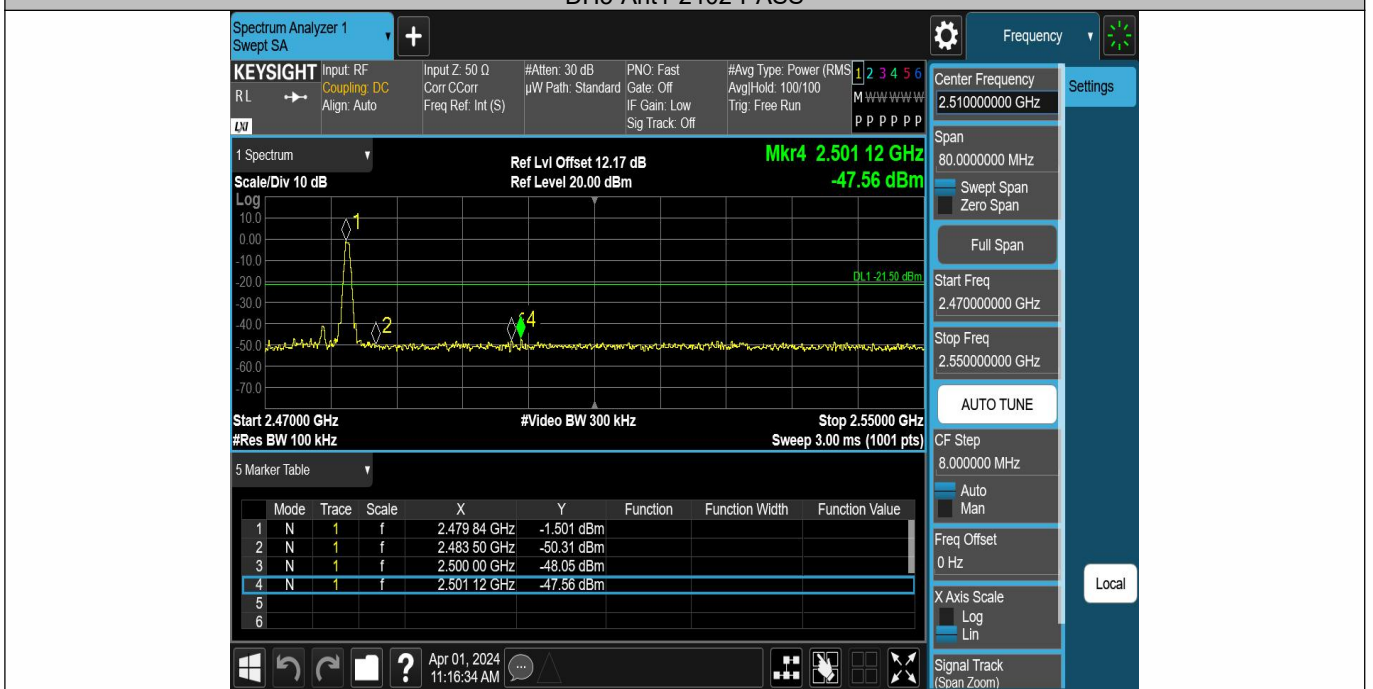 Spectrum Analyzer 1
Swept SA
+
Frequency
KEYSIGHT
RL
LXI
Input: RF
Coupling: DC
Align: Auto
Input Z: 50 Ω
Corr CCorr
Freq Ref: Int (S)
#Atten: 30 dB
µW Path: Standard
PNO: Fast
Gate: Off
IF Gain: Low
Sig Track: Off
#Avg Type: Power (RMS
Avg|Hold: 100/100
Trig: Free Run
1 2 3 4 5 6
M W W W W W
P P P P P P
1 Spectrum
Scale/Div 10 dB
Ref Lvl Offset 12.17 dB
Ref Level 20.00 dBm
Mkr4 2.501 12 GHz
-47.56 dBm
Log
10.0
0.00
-10.0
-20.0
-30.0
-40.0
-50.0
-60.0
-70.0
1
2
4
DL1 -21.50 dBm
Start 2.47000 GHz
#Video BW 300 kHz
Stop 2.55000 GHz
#Res BW 100 kHz
Sweep 3.00 ms (1001 pts)
5 Marker Table
Mode Trace Scale X Y Function Function Width Function Value
1 N 1 f 2.479 84 GHz -1.501 dBm
2 N 1 f 2.483 50 GHz -50.31 dBm
3 N 1 f 2.500 00 GHz -48.05 dBm
4 N 1 f 2.501 12 GHz -47.56 dBm
5
6
?
Apr 01, 2024
11:16:34 AM
Center Frequency
2.510000000 GHz
Settings
Span
80.0000000 MHz
Swept Span
Zero Span
Full Span
Start Freq
2.470000000 GHz
Stop Freq
2.550000000 GHz
AUTO TUNE
CF Step
8.000000 MHz
Auto
Man
Freq Offset
0 Hz
Local
X Axis Scale
Log
Lin
Signal Track
(Span Zoom)